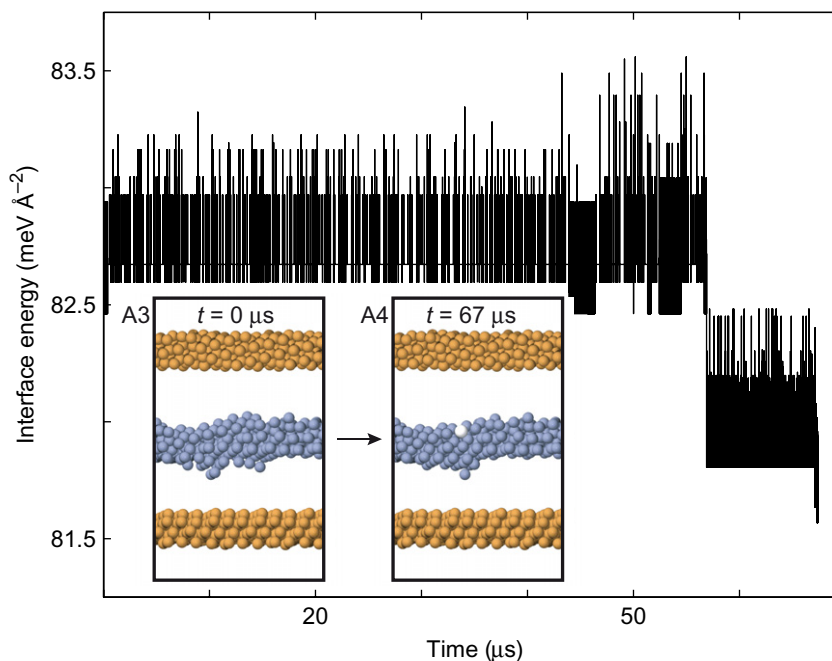 83.5
82.5
81.5
Interface energy (meV Å⁻²)
A3
t = 0 µs
A4
t = 67 µs
20
50
Time (µs)